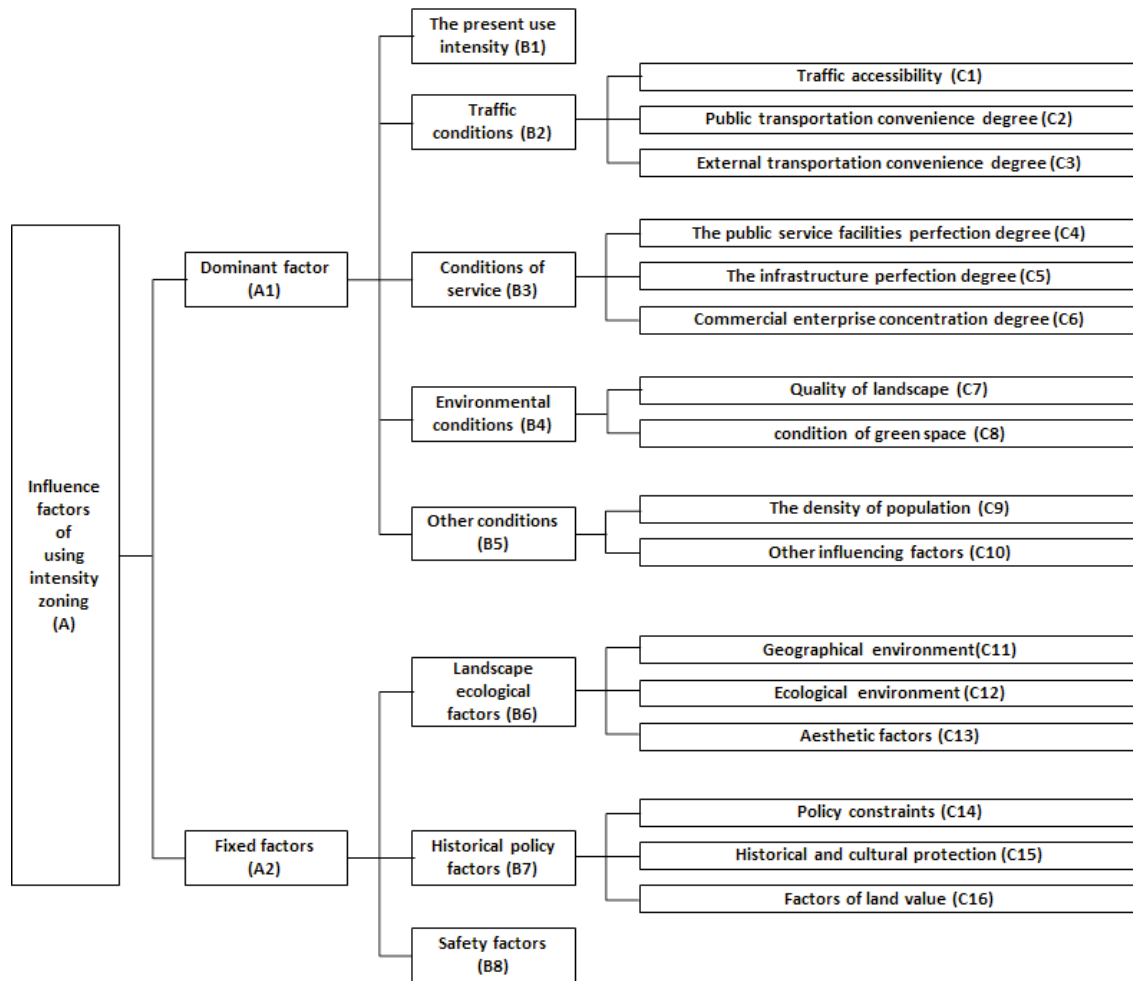 Influence
factors
of
using
intensity
zoning
(A)
Dominant factor
(A1)
The present use
intensity (B1)
Traffic
conditions (B2)
Traffic accessibility (C1)
Public transportation convenience degree (C2)
External transportation convenience degree (C3)
Conditions of
service (B3)
The public service facilities perfection degree (C4)
The infrastructure perfection degree (C5)
Commercial enterprise concentration degree (C6)
Environmental
conditions (B4)
Quality of landscape (C7)
condition of green space (C8)
Other conditions
(B5)
The density of population (C9)
Other influencing factors (C10)
Fixed factors
(A2)
Landscape
ecological
factors (B6)
Geographical environment(C11)
Ecological environment (C12)
Aesthetic factors (C13)
Historical policy
factors (B7)
Policy constraints (C14)
Historical and cultural protection (C15)
Factors of land value (C16)
Safety factors
(B8)